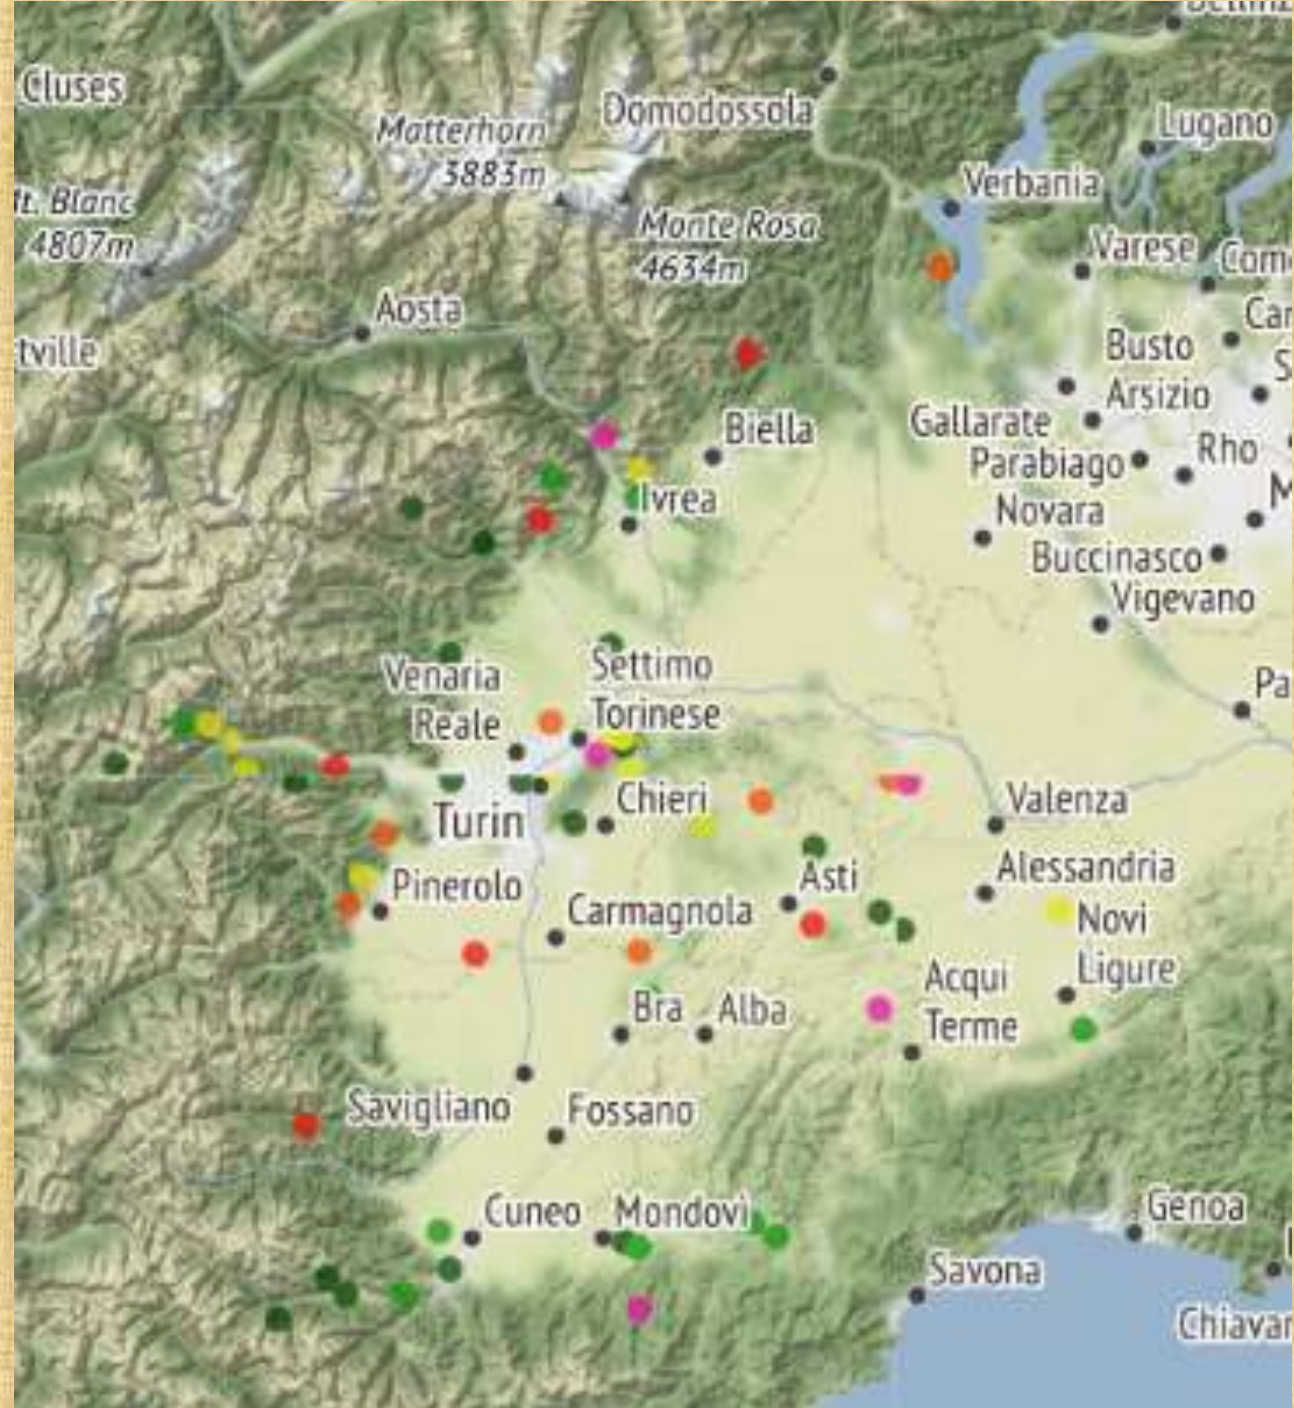 Cluses
Domodossola
Matterhorn
3883m
Lugano
Verbania
Mt. Blanc
4807m
Monte Rosa
4634m
Varese
Aosta
Busto
Arsizio
Gallarate
Biella
Parabiago
Rho
Ivrea
Novara
Buccinasco
Vigevano
Venaria
Reale
Settimo
Torinese
Chieri
Valenza
Turin
Asti
Alessandria
Pinerolo
Carmagnola
Novi
Ligure
Acqui
Terme
Bra
Alba
Savigliano
Fossano
Cuneo
Mondovì
Genoa
Savona